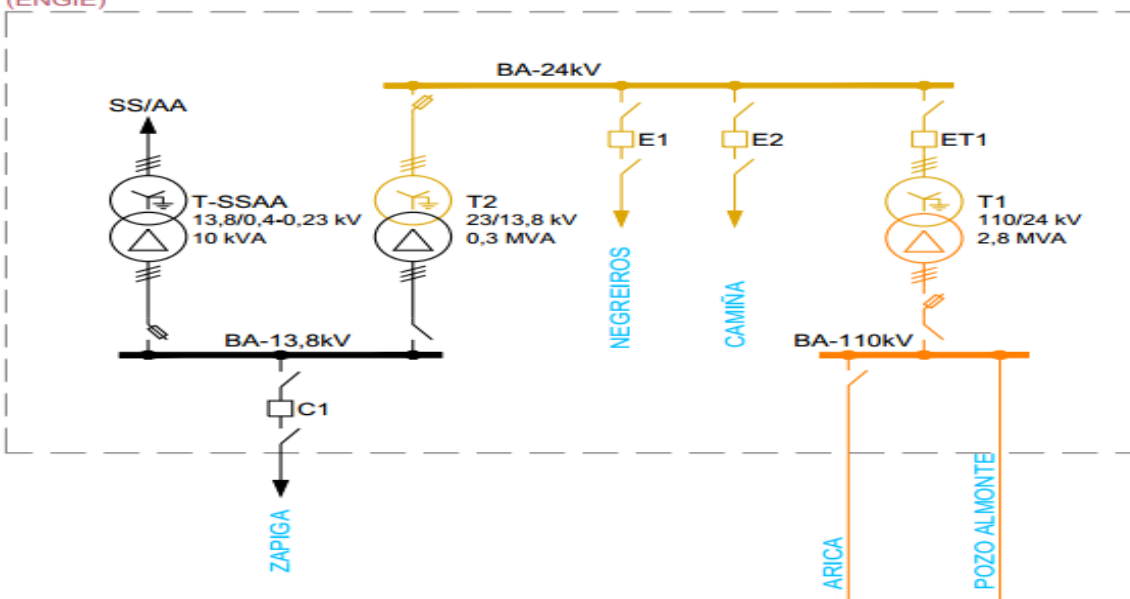 (ENGIE)
BA-24kV
SS/AA
E1
E2
ET1
T-SSAA
13,8/0,4-0,23 kV
10 kVA
T2
23/13,8 kV
0,3 MVA
T1
110/24 kV
2,8 MVA
NEGREIROS
CAMIÑA
BA-13,8kV
BA-110kV
C1
ZAPIGA
ARICA
POZO ALMONTE